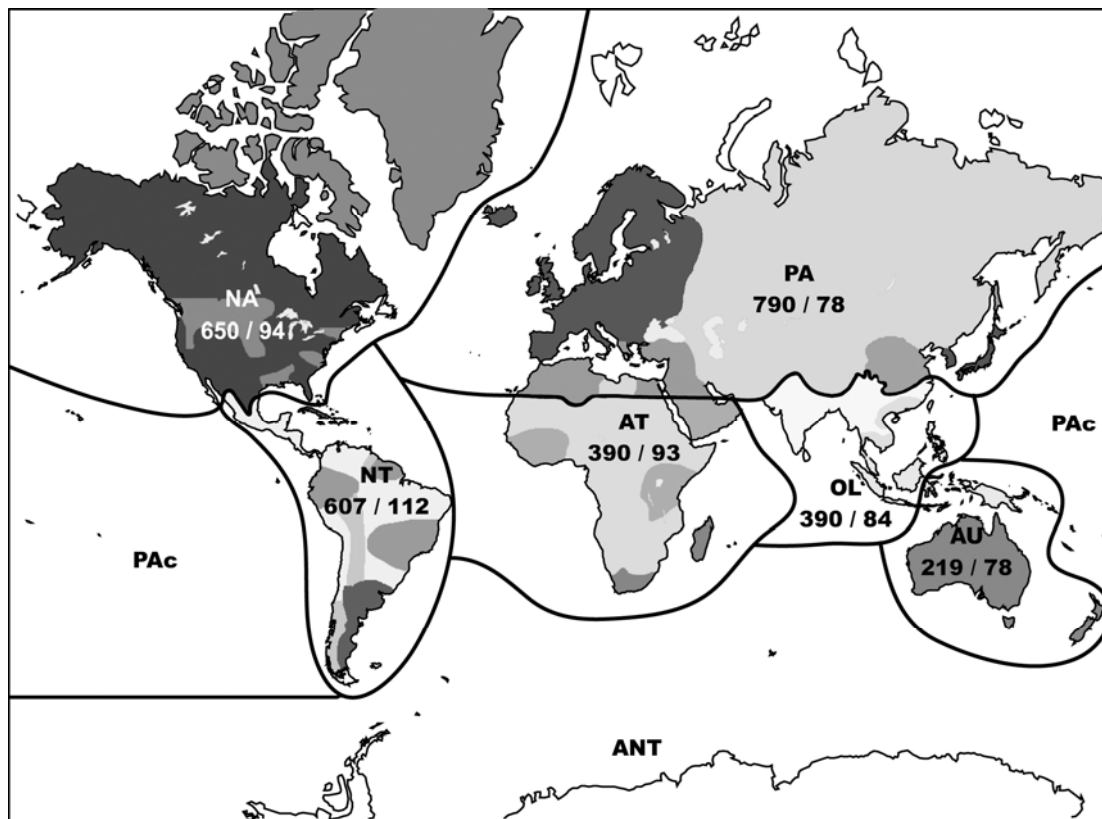 NA
650 / 94
PA
790 / 78
AT
390 / 93
PAc
NT
607 / 112
OL
390 / 84
PAc
AU
219 / 78
ANT